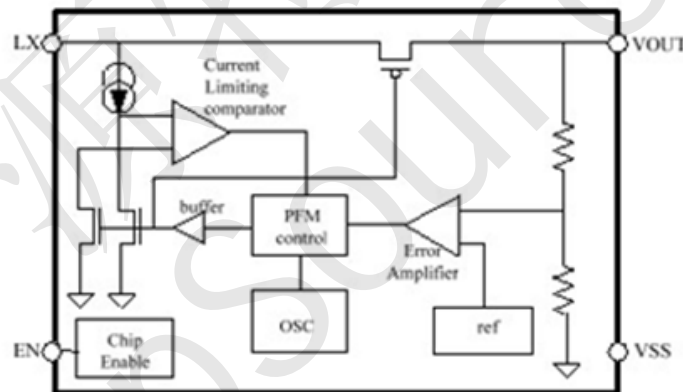 LX
VOUT
Current
Limiting
comparator
buffer
PFM
control
Error
Amplifier
OSC
ref
EN
Chip
Enable
VSS